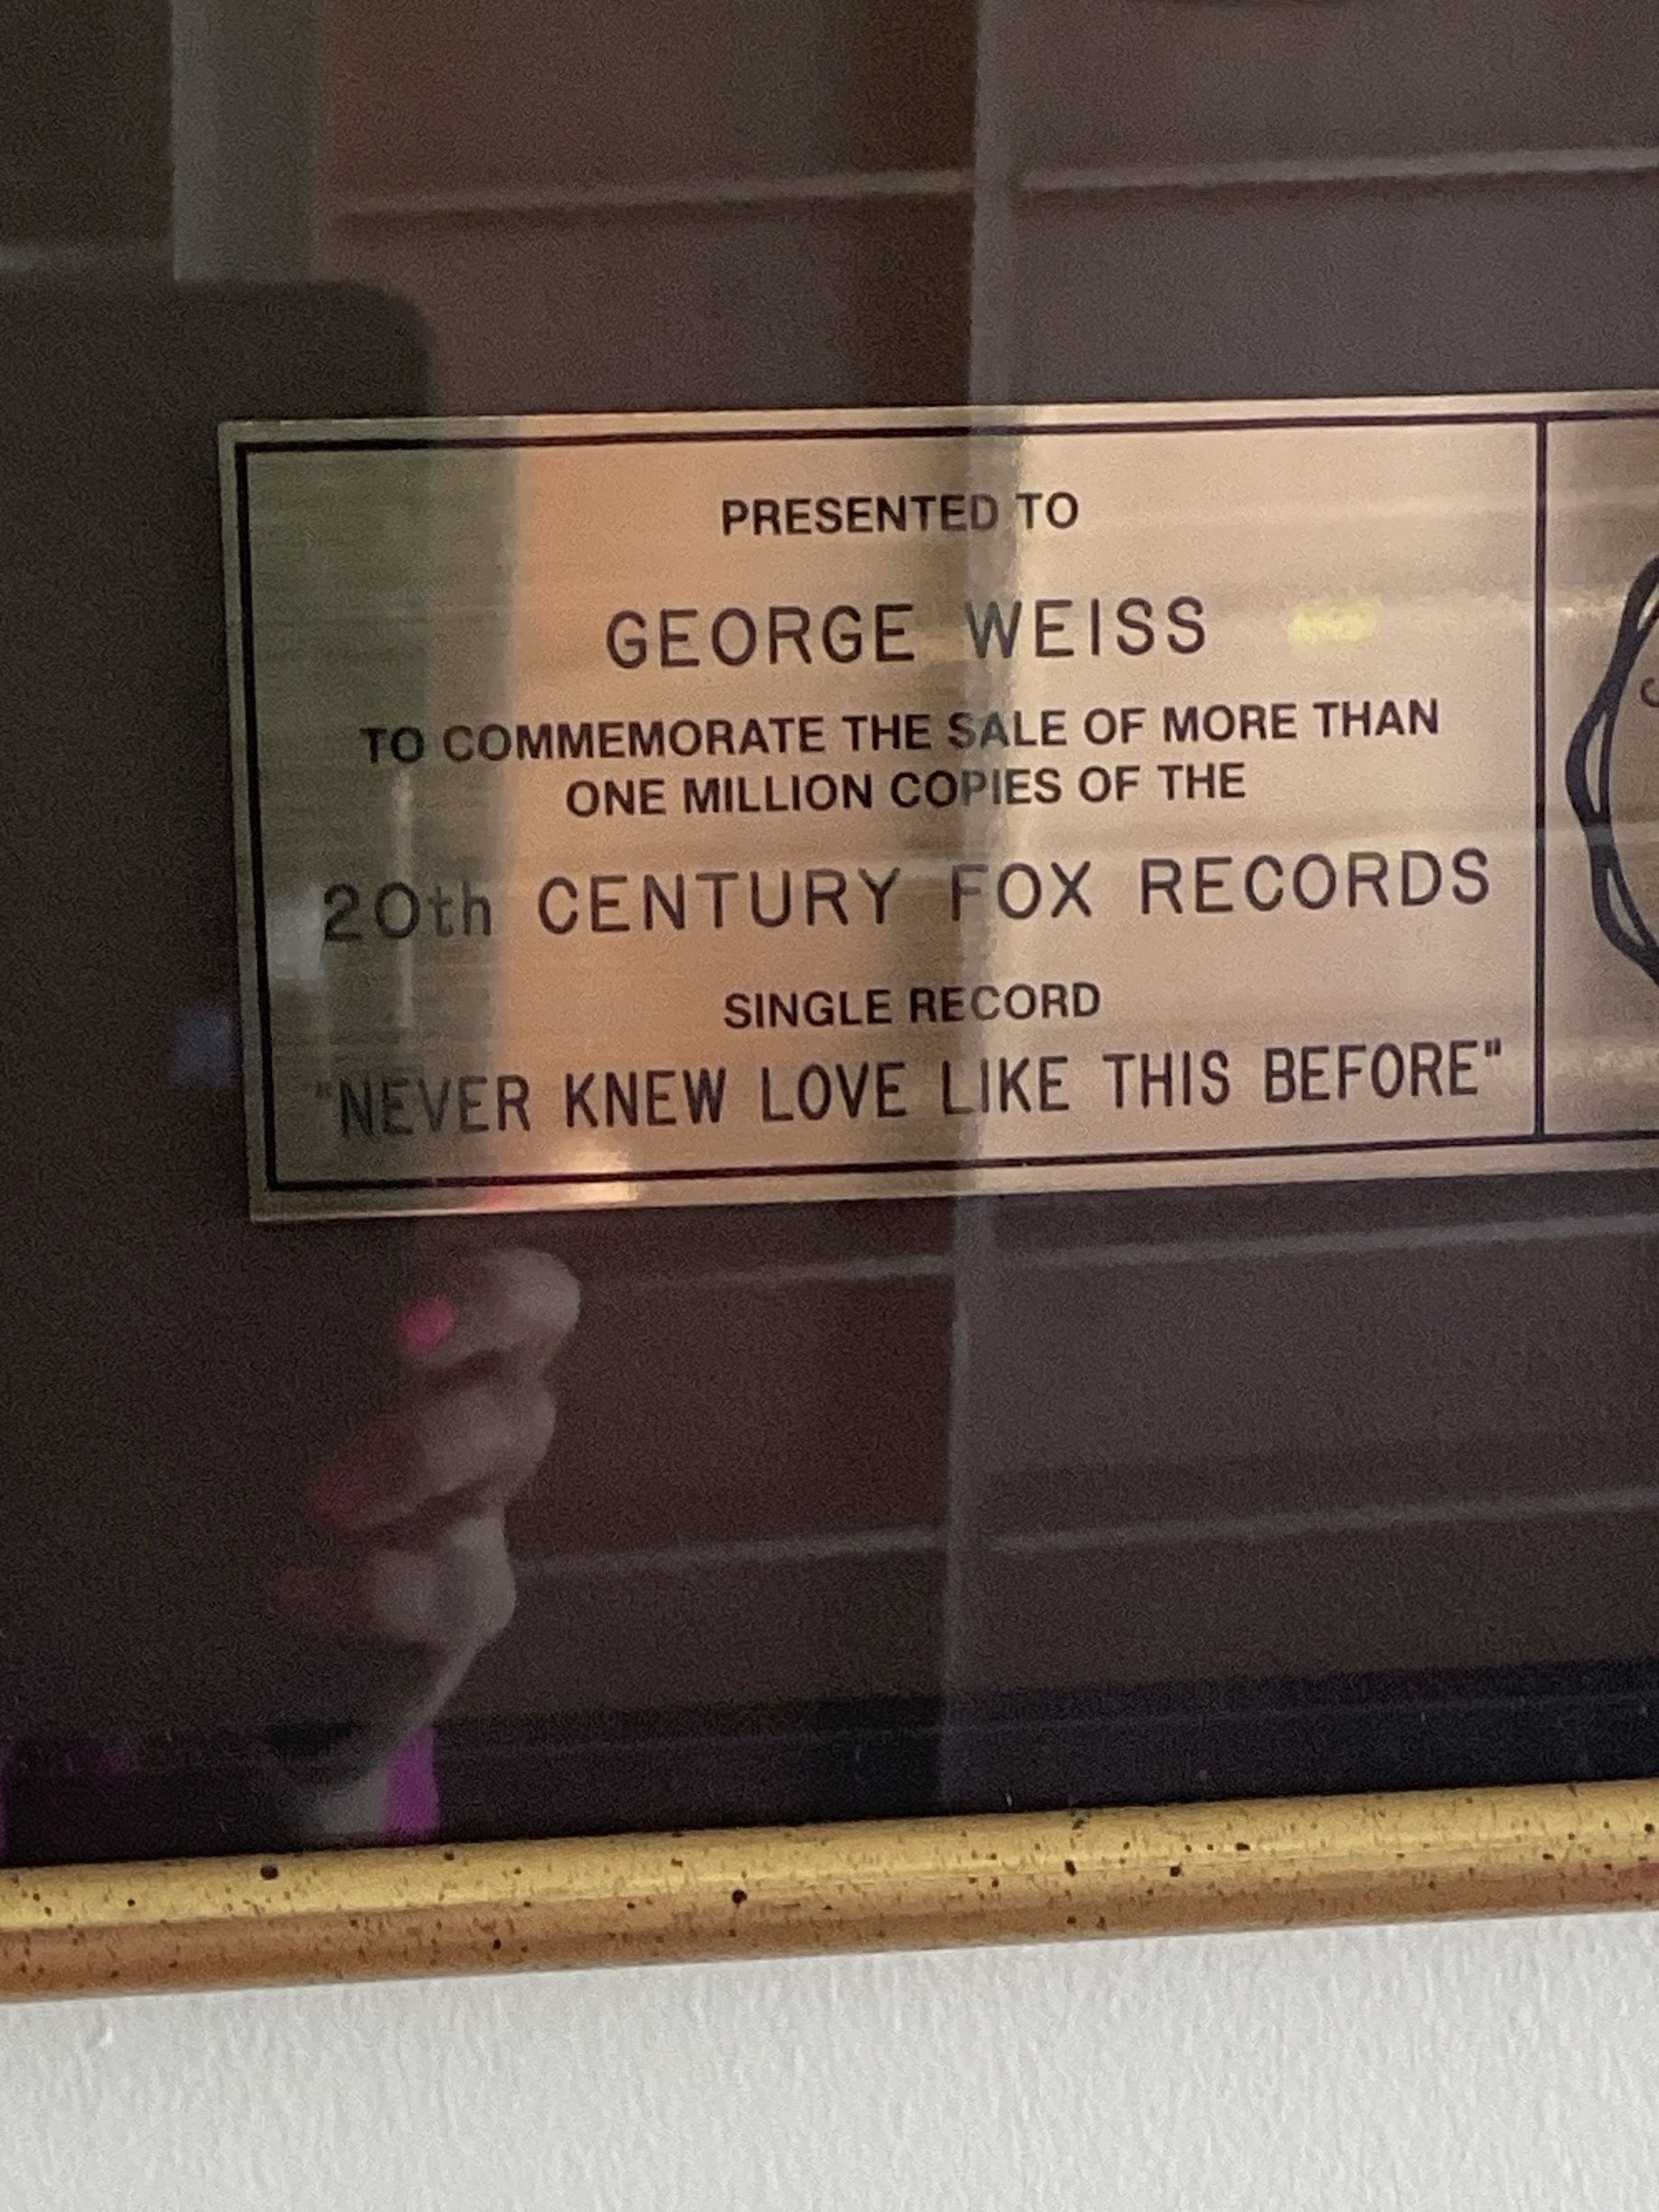 PRESENTED TO
GEORGE WEISS
TO COMMEMORATE THE SALE OF MORE THAN
ONE MILLION COPIES OF THE
20th CENTURY FOX RECORDS
SINGLE RECORD
"NEVER KNEW LOVE LIKE THIS BEFORE"